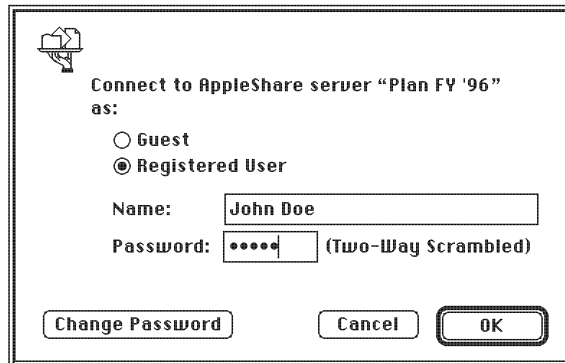 Connect to AppleShare server “Plan FY '96”
as:
Guest
Registered User
Name: John Doe
Password: ••••• (Two-Way Scrambled)
Change Password Cancel OK